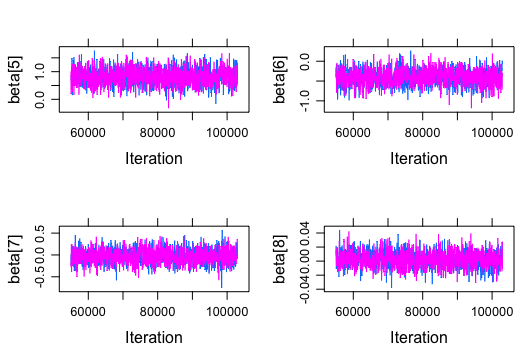 beta[5]
0.0 1.0
60000 80000 100000
Iteration
beta[6]
-1.0 0.0
60000 80000 100000
Iteration
beta[7]
-0.5 0.0 0.5
60000 80000 100000
Iteration
beta[8]
-0.04 0.00 0.04
60000 80000 100000
Iteration